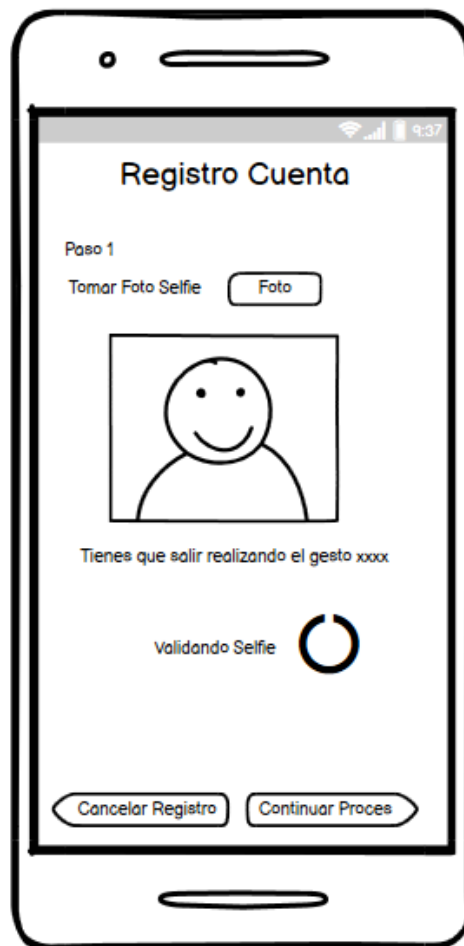 9:37
Registro Cuenta
Paso 1
Tomar Foto Selfie Foto
Tienes que salir realizando el gesto xxxx
Validando Selfie
Cancelar Registro Continuar Proces